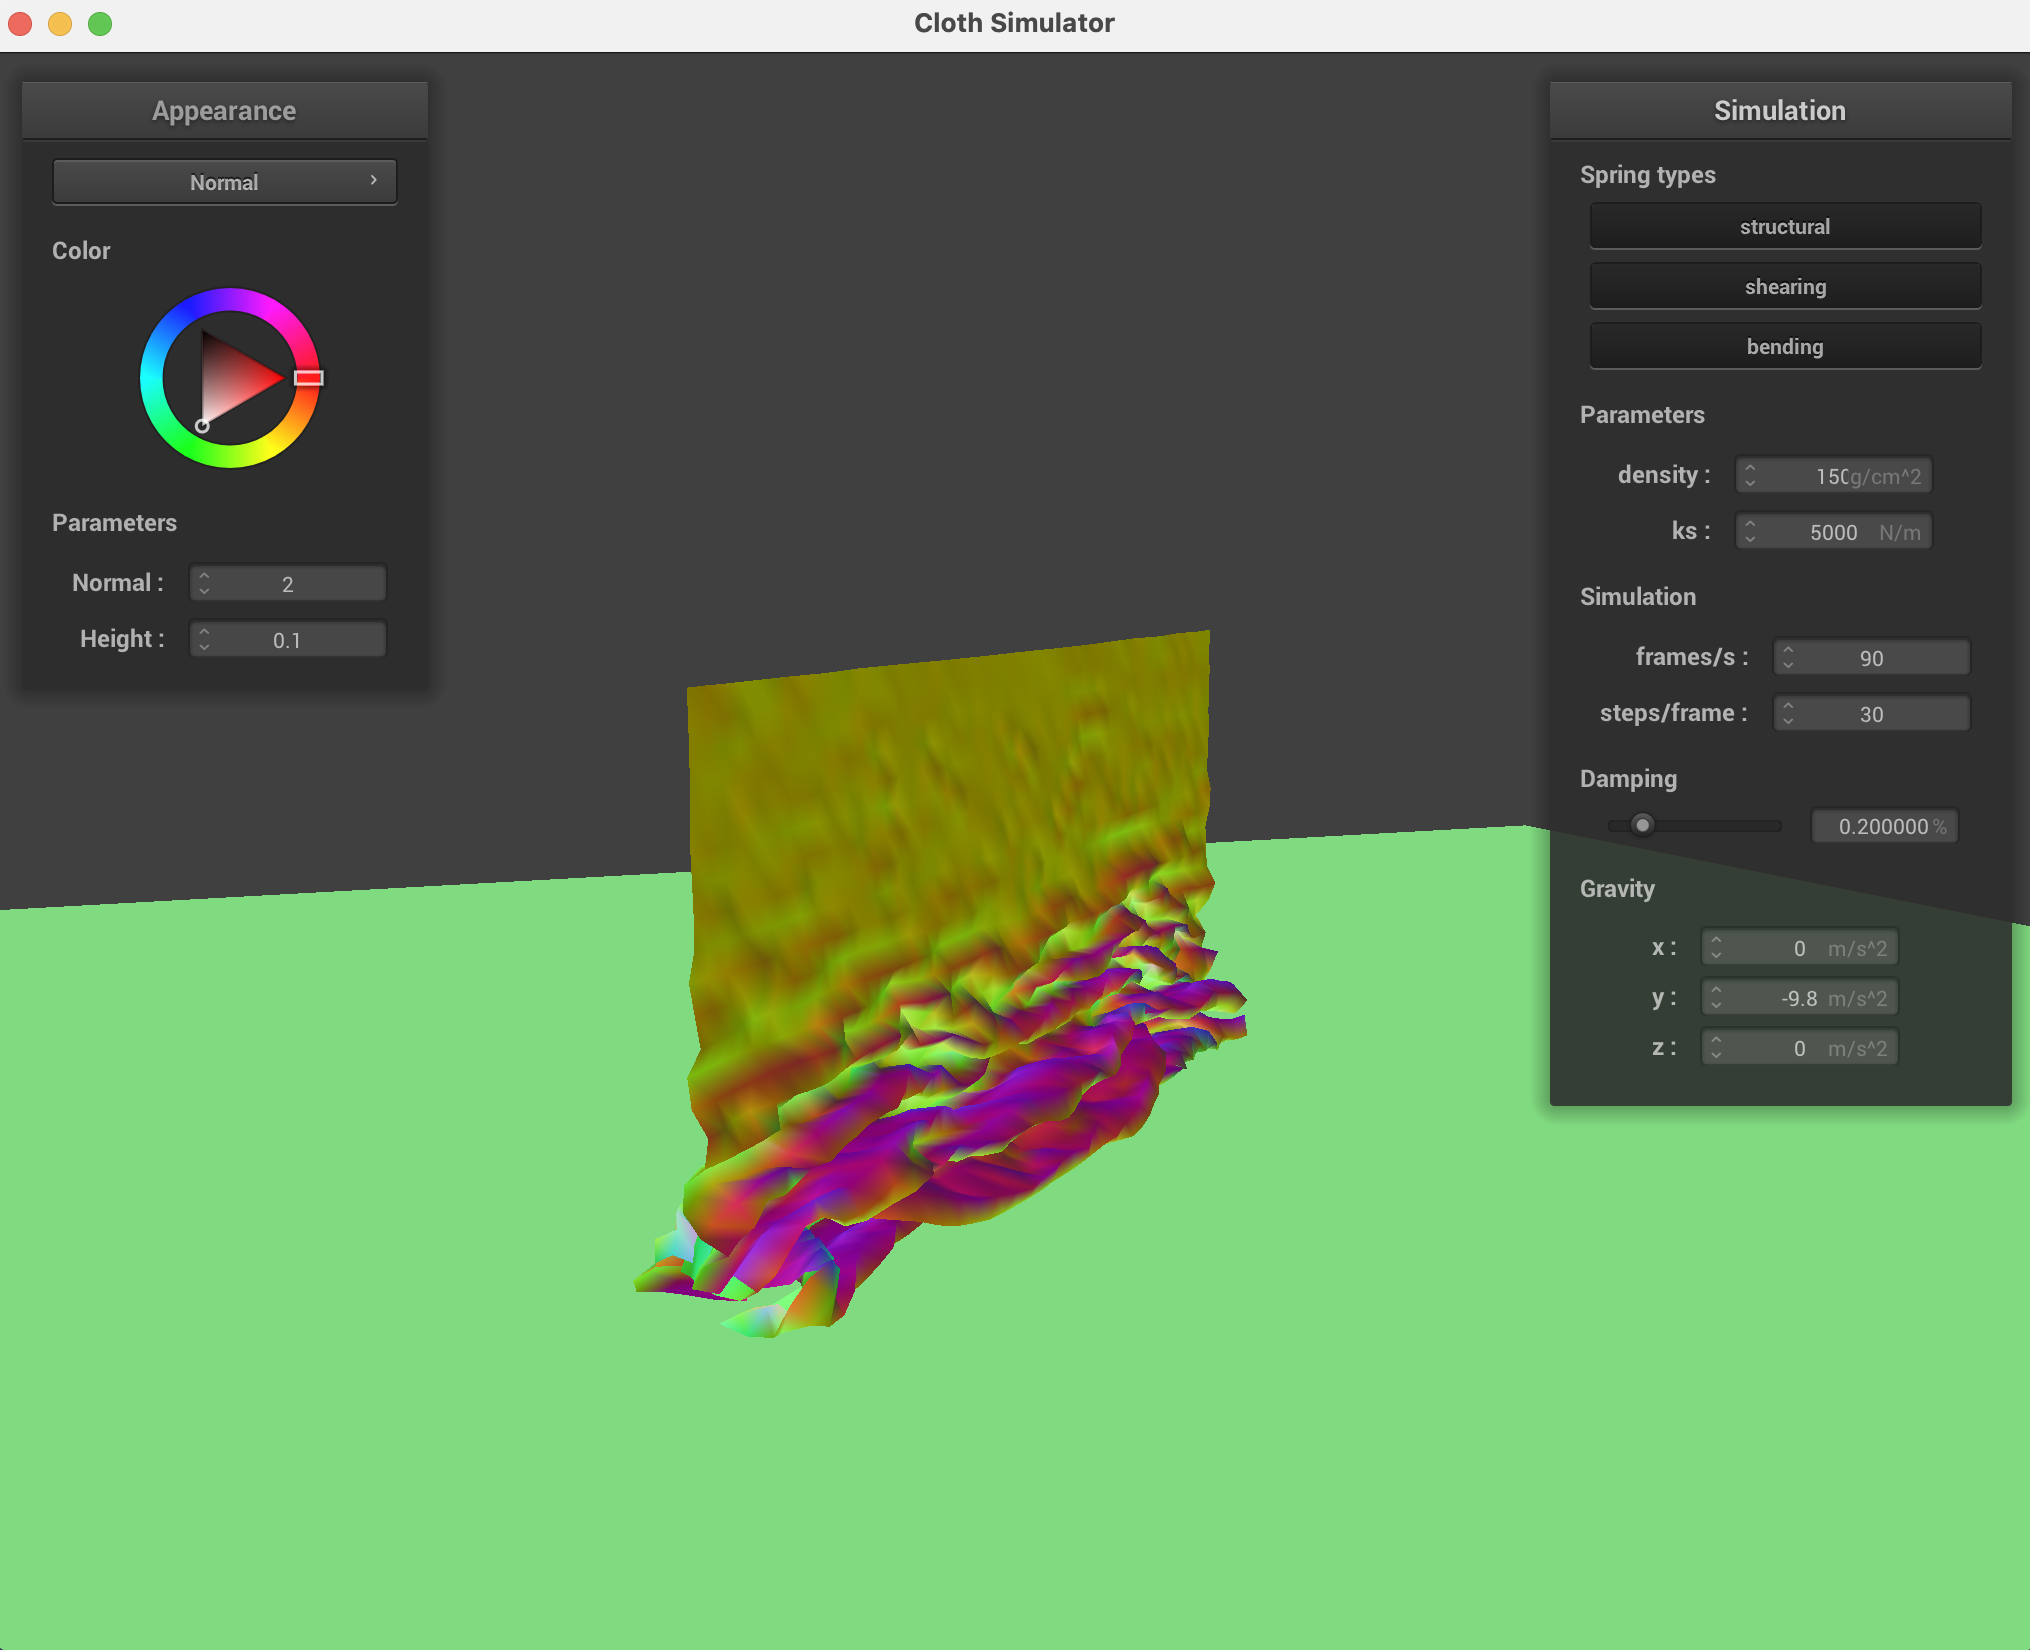 Cloth Simulator
Appearance
Normal
Color
Parameters
Normal : 2
Height : 0.1
Simulation
Spring types
structural
shearing
bending
Parameters
density : 150 g/cm^2
ks : 5000 N/m
Simulation
frames/s : 90
steps/frame : 30
Damping
0.200000 %
Gravity
x : 0 m/s^2
y : -9.8 m/s^2
z : 0 m/s^2